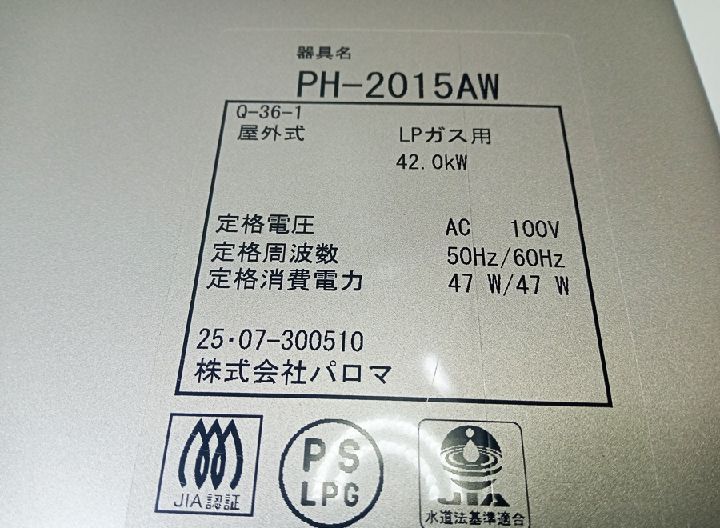 器具名
PH-2015AW
Q-36-1
屋外式 LPガス用
42.0kW
定格電圧 AC 100V
定格周波数 50Hz/60Hz
定格消費電力 47 W/47 W
25・07-300510
株式会社パロマ
JIA認証
PS
LPG
JIA
水道法基準適合